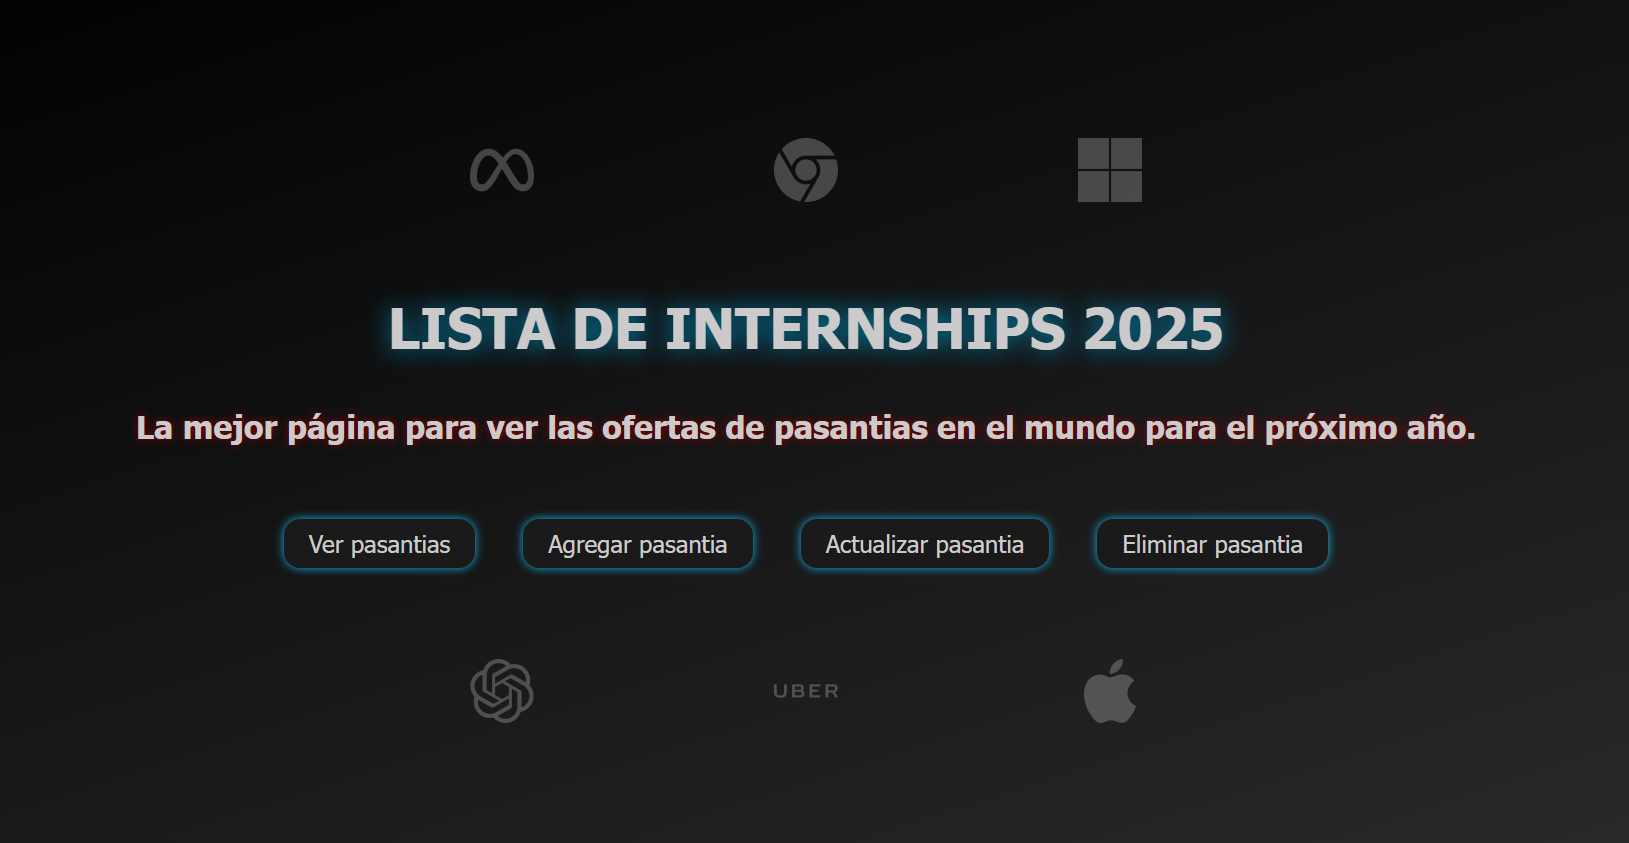 LISTA DE INTERNSHIPS 2025
La mejor página para ver las ofertas de pasantias en el mundo para el próximo año.
Ver pasantias
Agregar pasantia
Actualizar pasantia
Eliminar pasantia
UBER